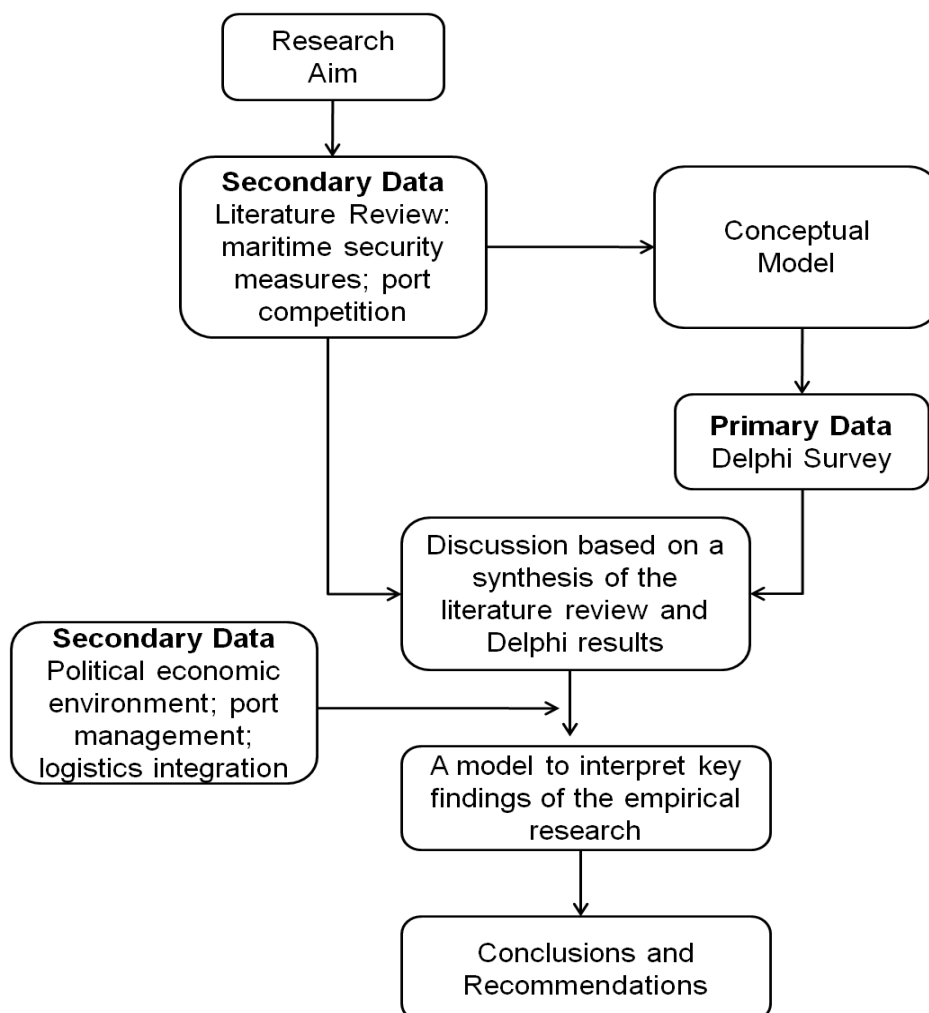 Research
Aim
Secondary Data
Literature Review:
maritime security
measures; port
competition
Conceptual
Model
Primary Data
Delphi Survey
Discussion based on a
synthesis of the
literature review and
Delphi results
Secondary Data
Political economic
environment; port
management;
logistics integration
A model to interpret key
findings of the empirical
research
Conclusions and
Recommendations